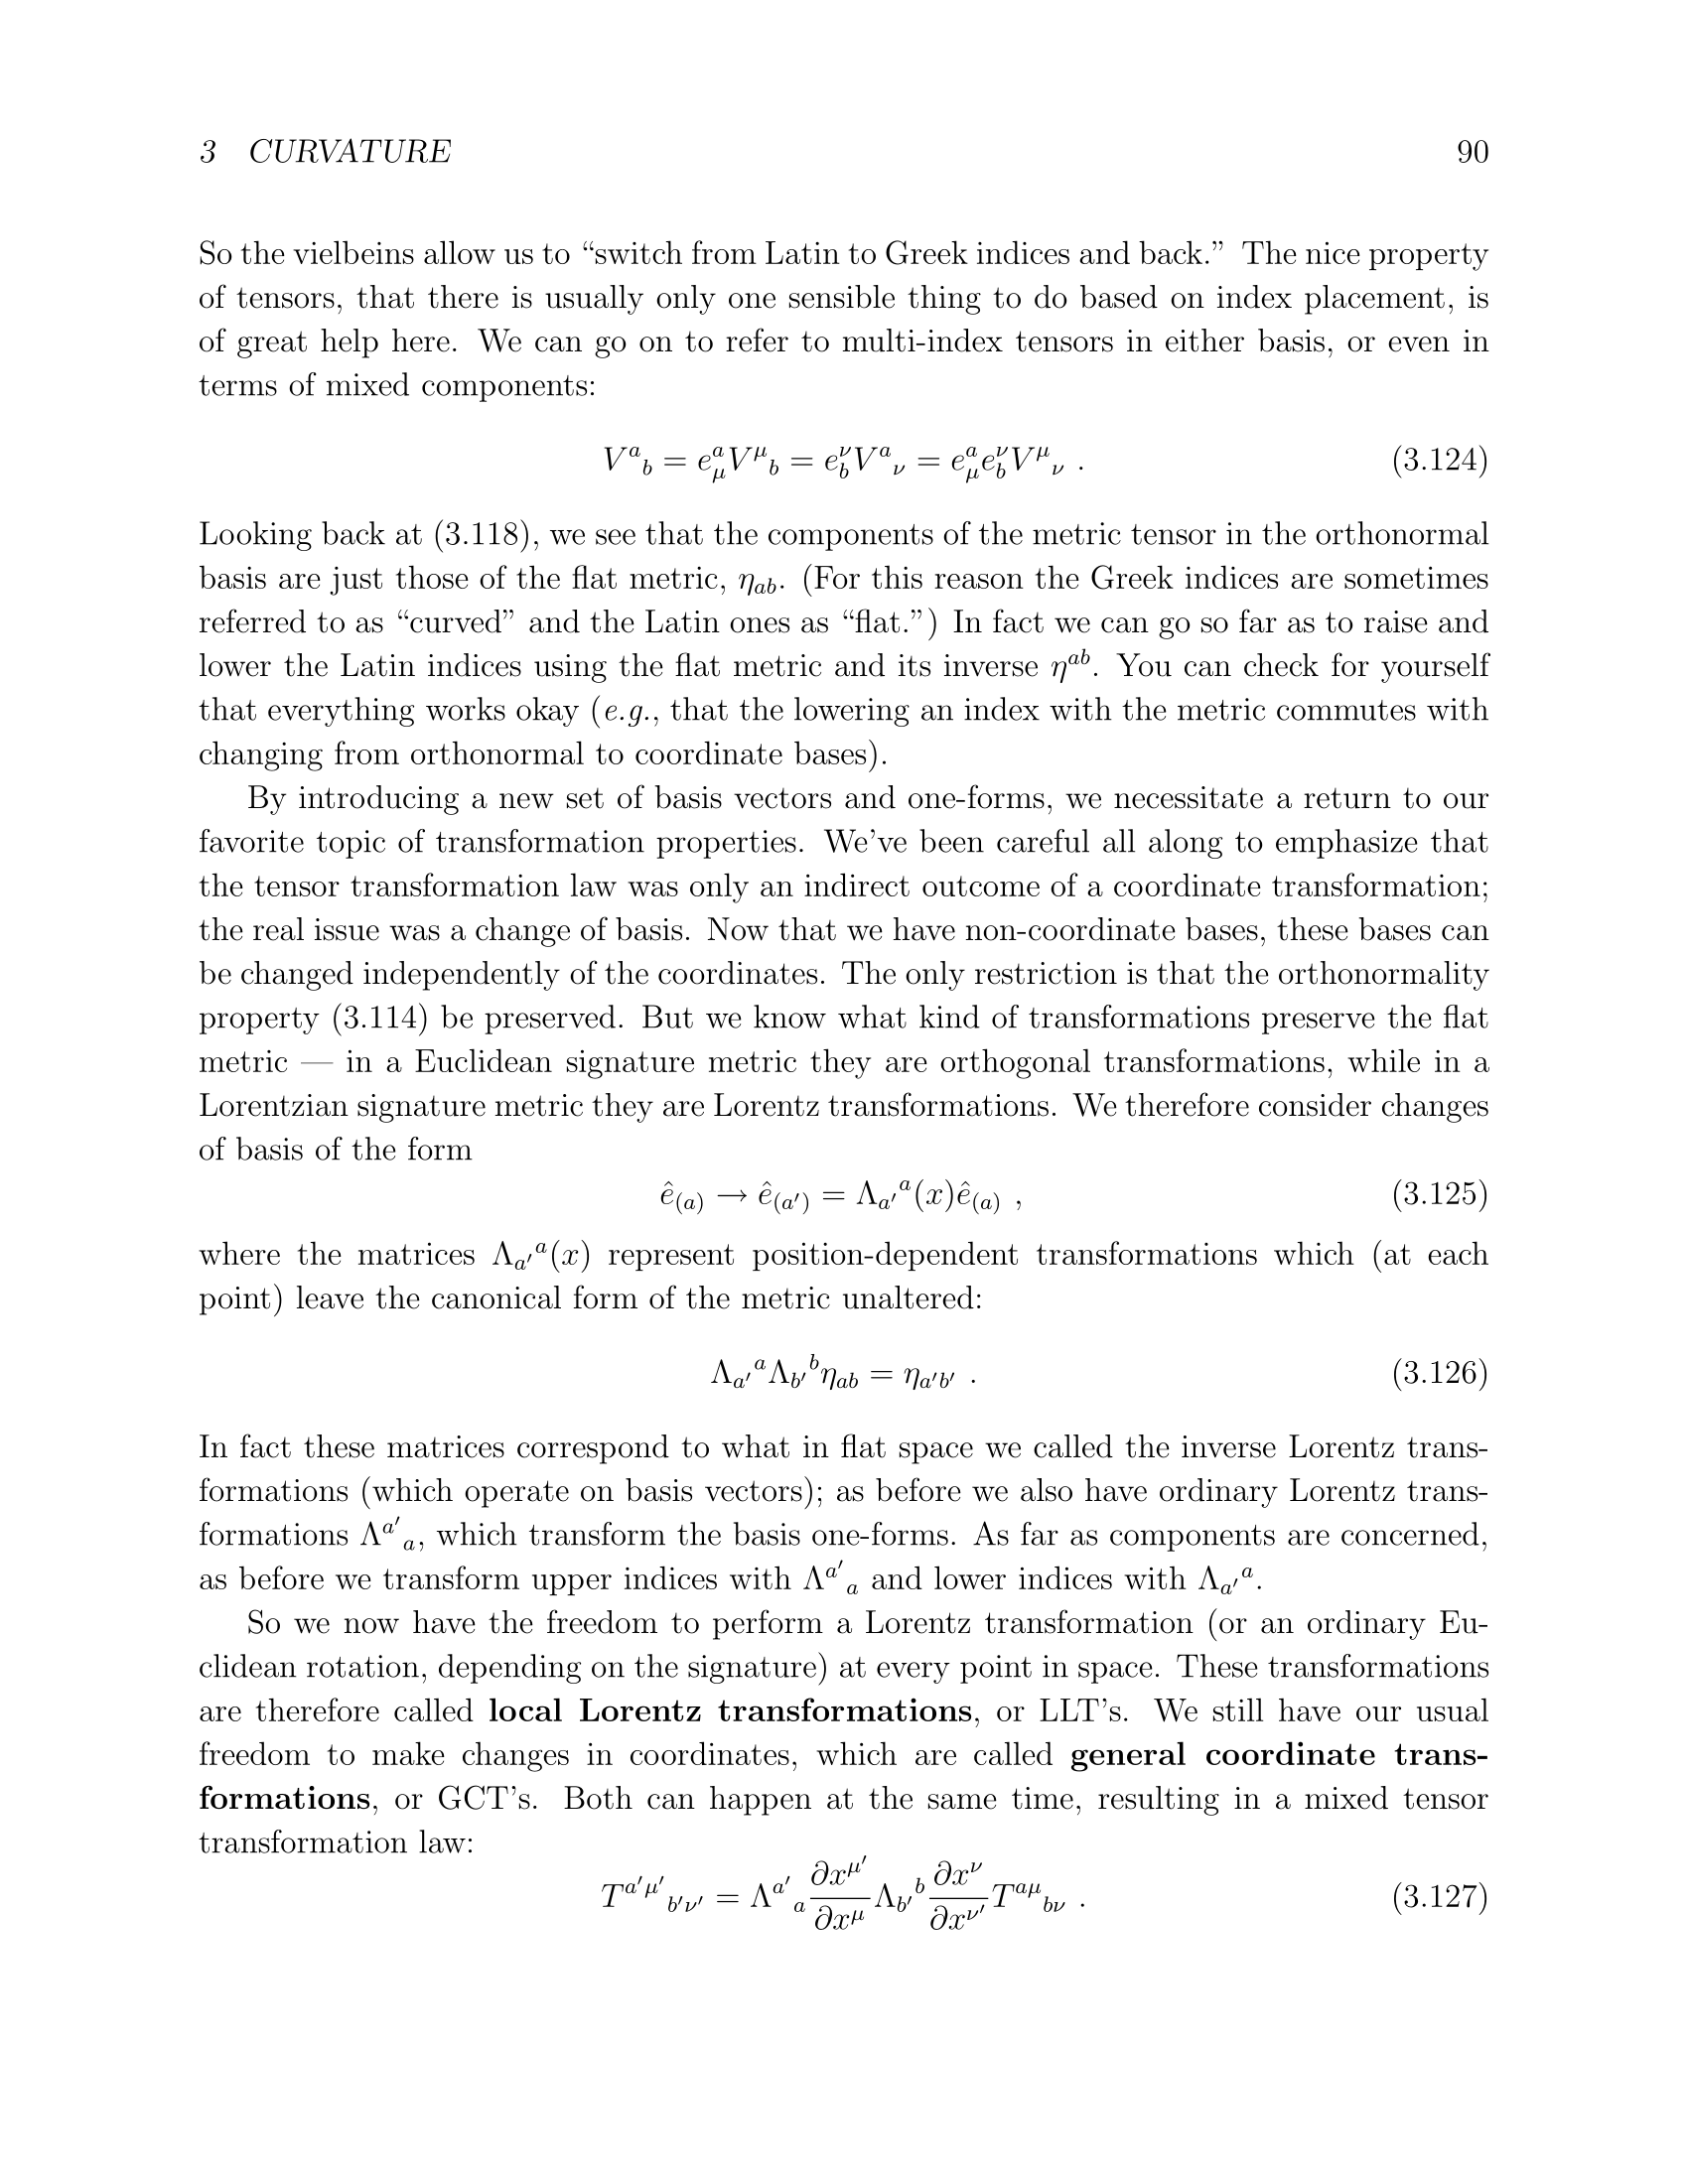 3 CURVATURE 90
So the vielbeins allow us to “switch from Latin to Greek indices and back.” The nice property
of tensors, that there is usually only one sensible thing to do based on index placement, is
of great help here. We can go on to refer to multi-index tensors in either basis, or even in
terms of mixed components:
$V^a{}_b = e^a_\mu V^\mu{}_b = e^\nu_b V^a{}_\nu = e^a_\mu e^\nu_b V^\mu{}_\nu$ . (3.124)
Looking back at (3.118), we see that the components of the metric tensor in the orthonormal
basis are just those of the flat metric, $\eta_{ab}$. (For this reason the Greek indices are sometimes
referred to as “curved” and the Latin ones as “flat.”) In fact we can go so far as to raise and
lower the Latin indices using the flat metric and its inverse $\eta^{ab}$. You can check for yourself
that everything works okay (e.g., that the lowering an index with the metric commutes with
changing from orthonormal to coordinate bases).
By introducing a new set of basis vectors and one-forms, we necessitate a return to our
favorite topic of transformation properties. We’ve been careful all along to emphasize that
the tensor transformation law was only an indirect outcome of a coordinate transformation;
the real issue was a change of basis. Now that we have non-coordinate bases, these bases can
be changed independently of the coordinates. The only restriction is that the orthonormality
property (3.114) be preserved. But we know what kind of transformations preserve the flat
metric — in a Euclidean signature metric they are orthogonal transformations, while in a
Lorentzian signature metric they are Lorentz transformations. We therefore consider changes
of basis of the form
$\hat{e}_{(a)} \rightarrow \hat{e}_{(a')} = \Lambda_{a'}{}^a(x)\hat{e}_{(a)}$ , (3.125)
where the matrices $\Lambda_{a'}{}^a(x)$ represent position-dependent transformations which (at each
point) leave the canonical form of the metric unaltered:
$\Lambda_{a'}{}^a\Lambda_{b'}{}^b\eta_{ab} = \eta_{a'b'}$ . (3.126)
In fact these matrices correspond to what in flat space we called the inverse Lorentz trans-
formations (which operate on basis vectors); as before we also have ordinary Lorentz trans-
formations $\Lambda^{a'}{}_a$, which transform the basis one-forms. As far as components are concerned,
as before we transform upper indices with $\Lambda^{a'}{}_a$ and lower indices with $\Lambda_{a'}{}^a$.
So we now have the freedom to perform a Lorentz transformation (or an ordinary Eu-
clidean rotation, depending on the signature) at every point in space. These transformations
are therefore called local Lorentz transformations, or LLT’s. We still have our usual
freedom to make changes in coordinates, which are called general coordinate trans-
formations, or GCT’s. Both can happen at the same time, resulting in a mixed tensor
transformation law:
$T^{a'\mu'}{}_{b'\nu'} = \Lambda^{a'}{}_a \frac{\partial x^{\mu'}}{\partial x^\mu} \Lambda_{b'}{}^b \frac{\partial x^\nu}{\partial x^{\nu'}} T^{a\mu}{}_{b\nu}$ . (3.127)